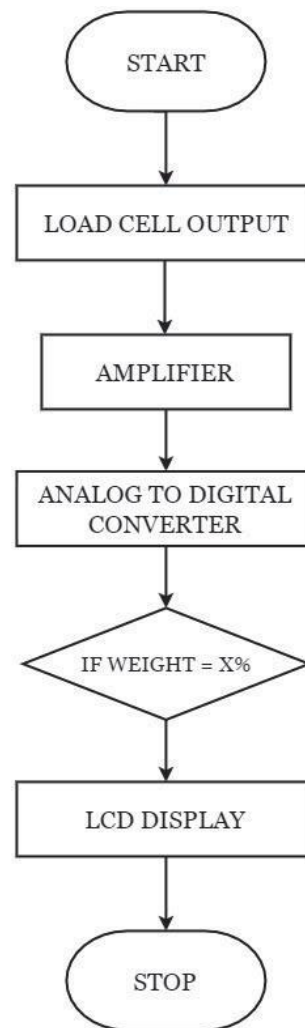 START
LOAD CELL OUTPUT
AMPLIFIER
ANALOG TO DIGITAL
CONVERTER
IF WEIGHT = X%
LCD DISPLAY
STOP